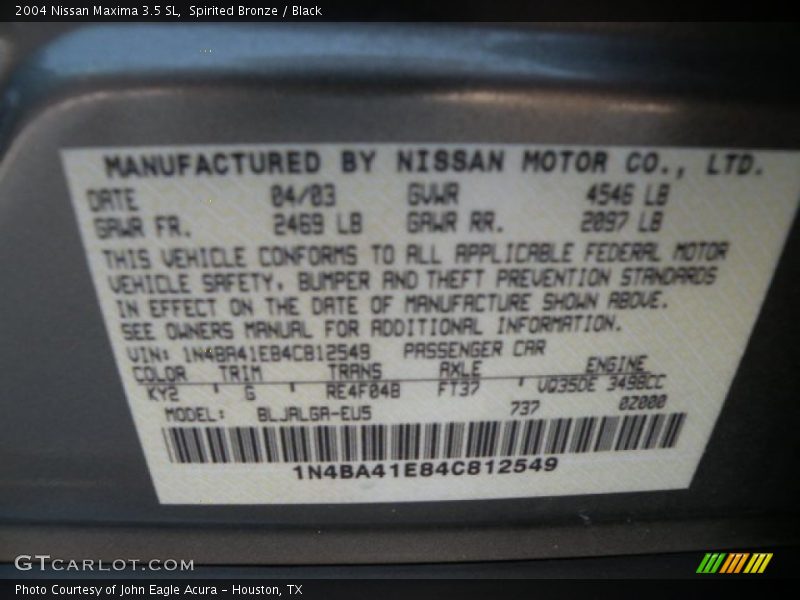 2004 Nissan Maxima 3.5 SL, Spirited Bronze / Black
MANUFACTURED BY NISSAN MOTOR CO., LTD.
DATE 04/03 GVWR 4546 LB
GAWR FR. 2469 LB GAWR RR. 2097 LB
THIS VEHICLE CONFORMS TO ALL APPLICABLE FEDERAL MOTOR
VEHICLE SAFETY, BUMPER AND THEFT PREVENTION STANDARDS
IN EFFECT ON THE DATE OF MANUFACTURE SHOWN ABOVE.
SEE OWNERS MANUAL FOR ADDITIONAL INFORMATION.
VIN: 1N4BA41E84C812549 PASSENGER CAR
COLOR TRIM TRANS AXLE ENGINE
KY2 ' G ' RE4F04B FT37 ' VQ35DE 3498CC
MODEL: BLJALGA-EU5 737 02000
1N4BA41E84C812549
GTCARLOT.COM
Photo Courtesy of John Eagle Acura - Houston, TX